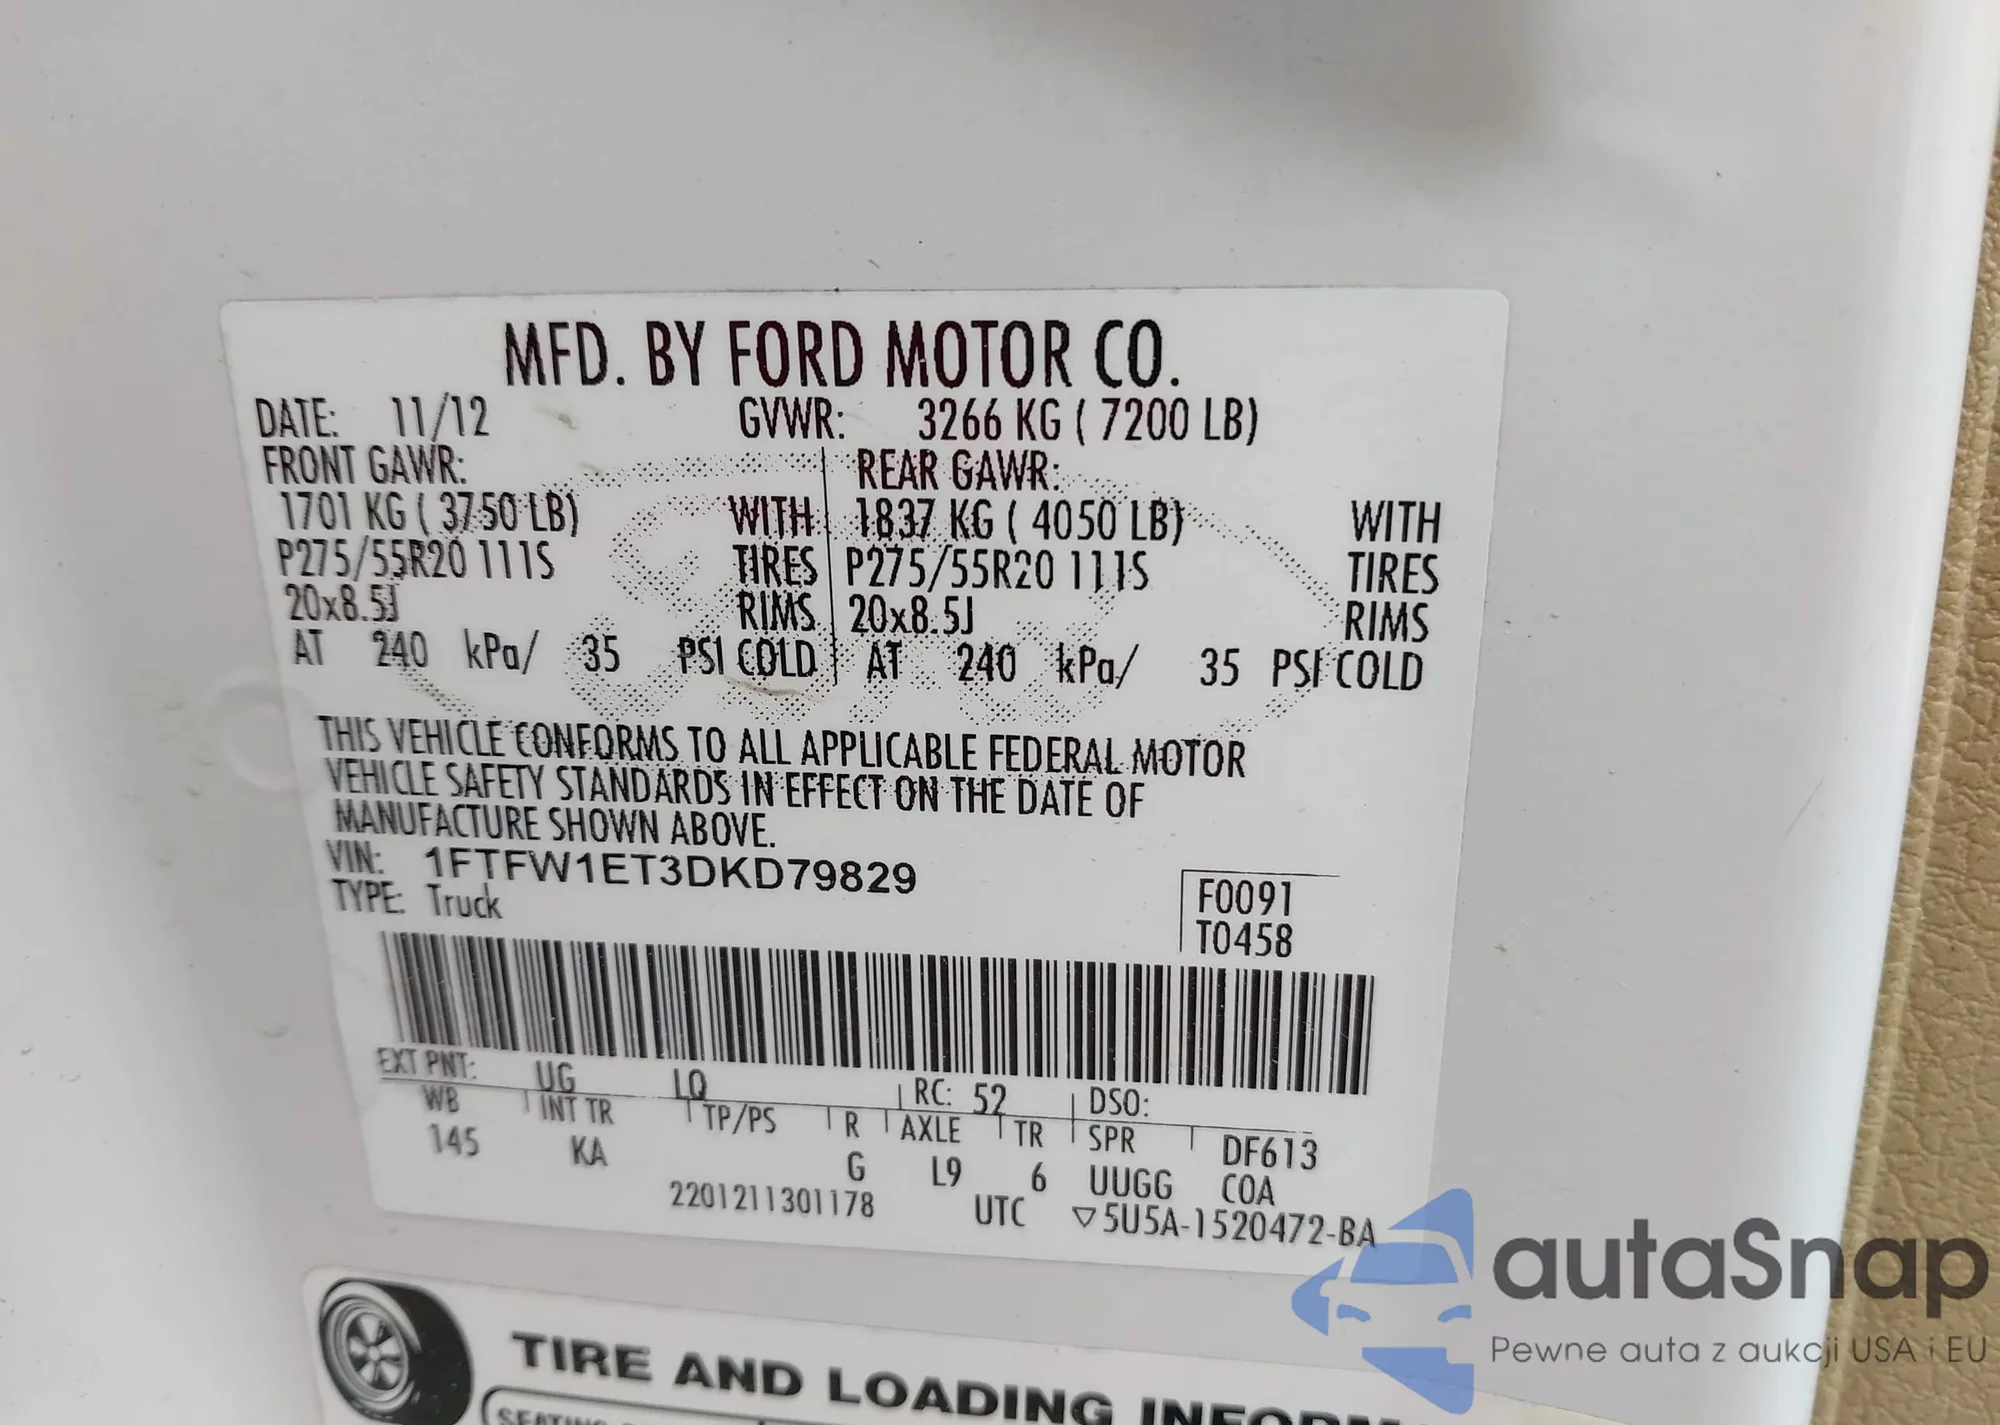 MFD. BY FORD MOTOR CO.
DATE: 11/12 GVWR: 3266 KG ( 7200 LB)
FRONT GAWR: REAR GAWR:
1701 KG ( 3750 LB) WITH 1837 KG ( 4050 LB) WITH
P275/55R20 111S TIRES P275/55R20 111S TIRES
20x8.5J RIMS 20x8.5J RIMS
AT 240 kPa/ 35 PSI COLD AT 240 kPa/ 35 PSI COLD
THIS VEHICLE CONFORMS TO ALL APPLICABLE FEDERAL MOTOR
VEHICLE SAFETY STANDARDS IN EFFECT ON THE DATE OF
MANUFACTURE SHOWN ABOVE.
VIN: 1FTFW1ET3DKD79829
TYPE: Truck
F0091
T0458
EXT PNT: UG LQ RC: 52 DSO:
WB INT TR TP/PS R AXLE TR SPR DF613
145 KA G L9 6 UUGG COA
2201211301178 UTC ▽5U5A-1520472-BA
TIRE AND LOADING
autaSnap
Pewne auta z aukcji USA i EU